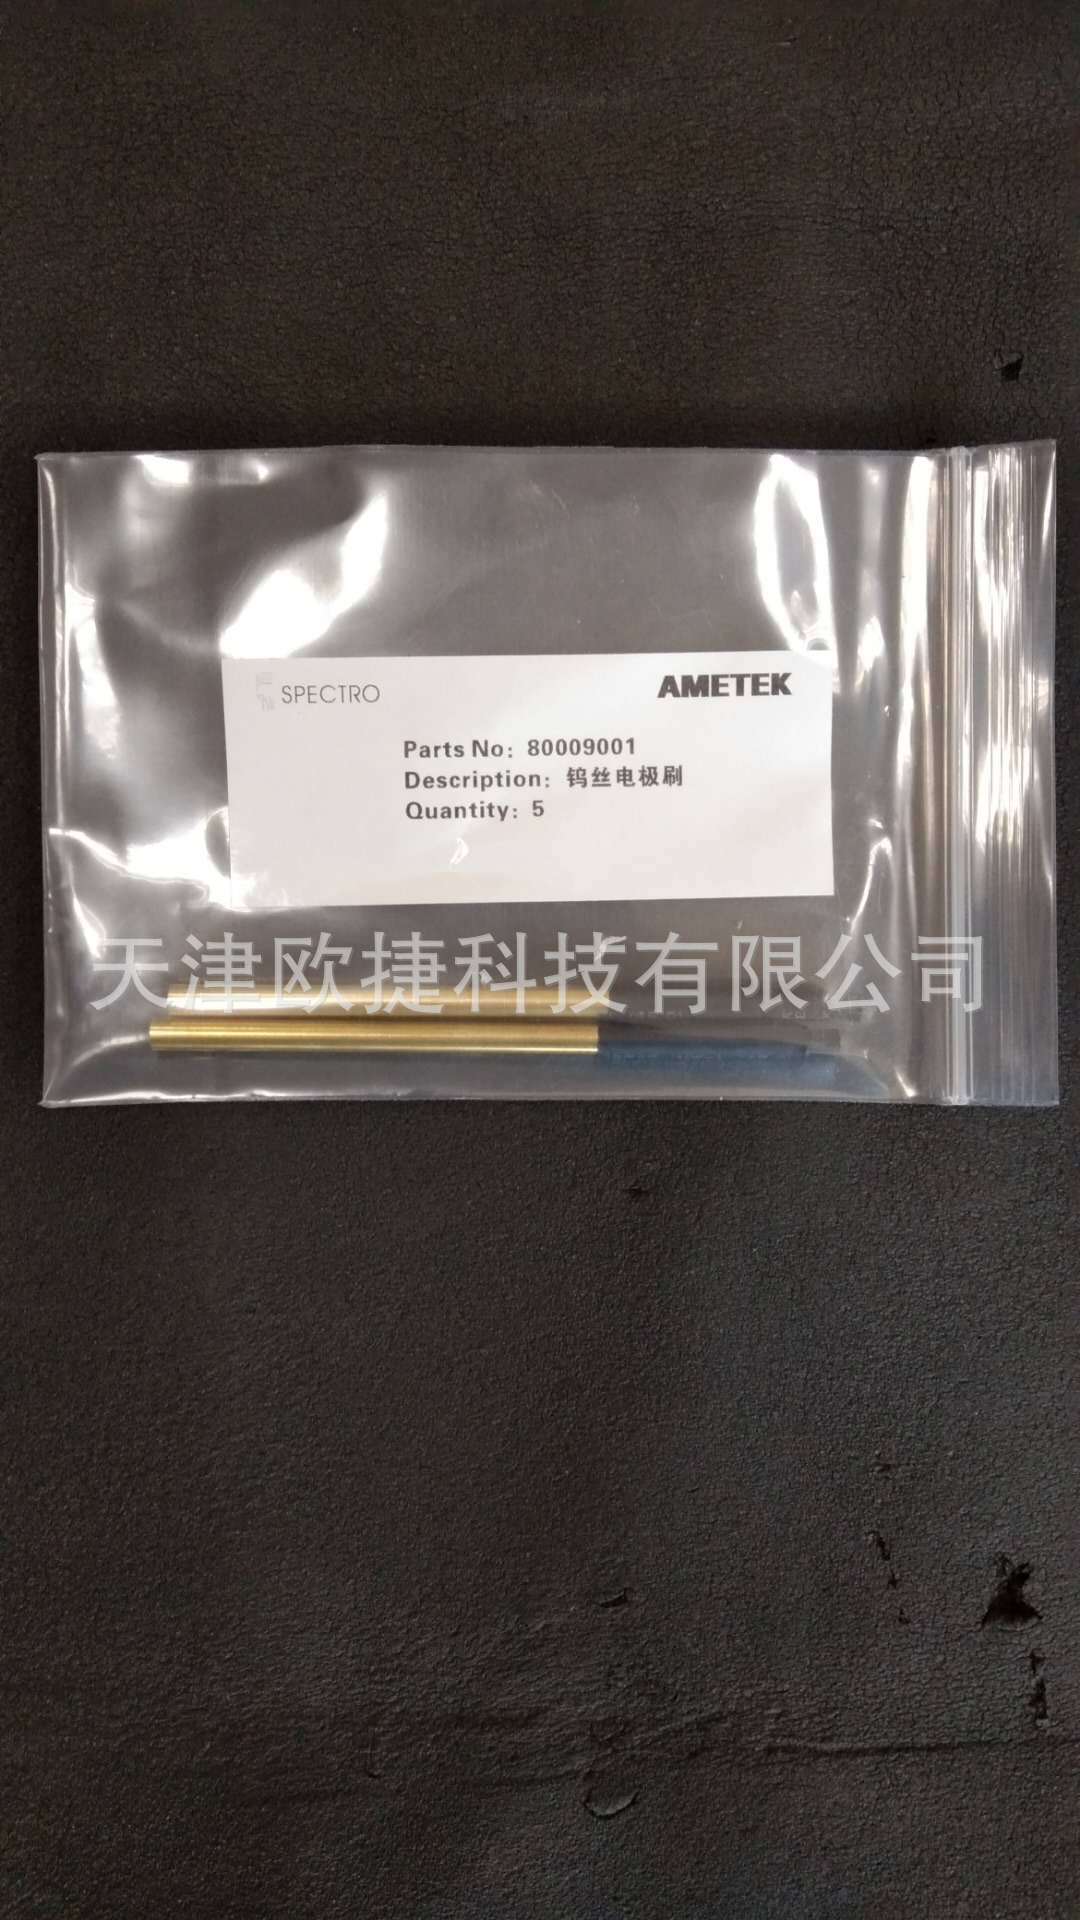 SPECTRO
AMETEK
Parts No: 80009001
Description: 钨丝电极刷
Quantity: 5
天津欧捷科技有限公司